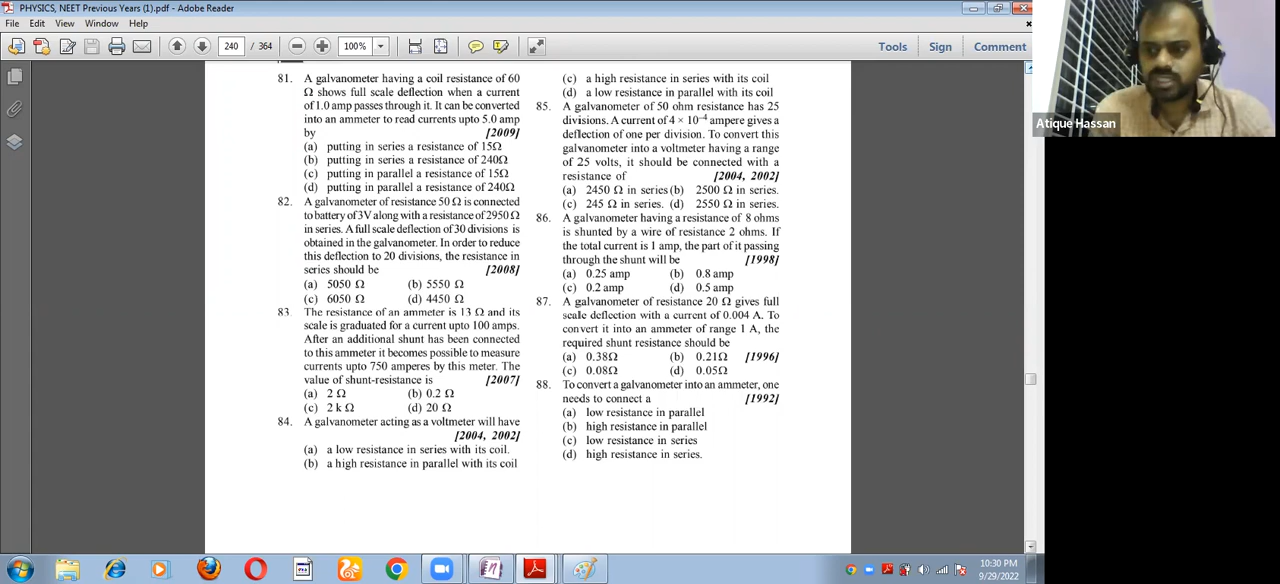 PHYSICS, NEET Previous Years (1).pdf - Adobe Reader
File Edit View Window Help
240 / 364 100% Tools Sign Comment
81. A galvanometer having a coil resistance of 60
Ω shows full scale deflection when a current
of 1.0 amp passes through it. It can be converted
into an ammeter to read currents upto 5.0 amp
by [2009]
(a) putting in series a resistance of 15Ω
(b) putting in series a resistance of 240Ω
(c) putting in parallel a resistance of 15Ω
(d) putting in parallel a resistance of 240Ω
82. A galvanometer of resistance 50 Ω is connected
to battery of 3V along with a resistance of 2950 Ω
in series. A full scale deflection of 30 divisions is
obtained in the galvanometer. In order to reduce
this deflection to 20 divisions, the resistance in
series should be [2008]
(a) 5050 Ω (b) 5550 Ω
(c) 6050 Ω (d) 4450 Ω
83. The resistance of an ammeter is 13 Ω and its
scale is graduated for a current upto 100 amps.
After an additional shunt has been connected
to this ammeter it becomes possible to measure
currents upto 750 amperes by this meter. The
value of shunt-resistance is [2007]
(a) 2 Ω (b) 0.2 Ω
(c) 2 k Ω (d) 20 Ω
84. A galvanometer acting as a voltmeter will have
[2004, 2002]
(a) a low resistance in series with its coil.
(b) a high resistance in parallel with its coil
(c) a high resistance in series with its coil
(d) a low resistance in parallel with its coil
85. A galvanometer of 50 ohm resistance has 25
divisions. A current of 4 × 10⁻⁴ ampere gives a
deflection of one per division. To convert this
galvanometer into a voltmeter having a range
of 25 volts, it should be connected with a
resistance of [2004, 2002]
(a) 2450 Ω in series (b) 2500 Ω in series.
(c) 245 Ω in series. (d) 2550 Ω in series.
86. A galvanometer having a resistance of 8 ohms
is shunted by a wire of resistance 2 ohms. If
the total current is 1 amp, the part of it passing
through the shunt will be [1998]
(a) 0.25 amp (b) 0.8 amp
(c) 0.2 amp (d) 0.5 amp
87. A galvanometer of resistance 20 Ω gives full
scale deflection with a current of 0.004 A. To
convert it into an ammeter of range 1 A, the
required shunt resistance should be
(a) 0.38Ω (b) 0.21Ω [1996]
(c) 0.08Ω (d) 0.05Ω
88. To convert a galvanometer into an ammeter, one
needs to connect a [1992]
(a) low resistance in parallel
(b) high resistance in parallel
(c) low resistance in series
(d) high resistance in series.
Atique Hassan
10:30 PM
9/29/2022